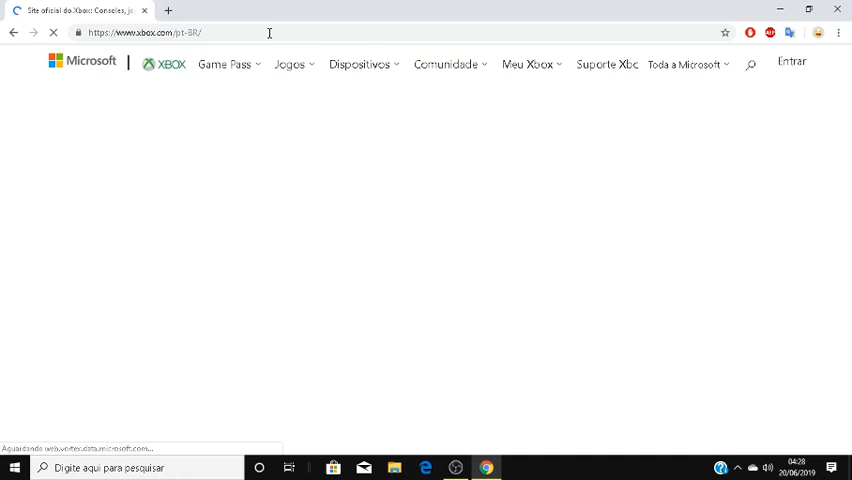 Site oficial do Xbox: Consoles, jo
https://www.xbox.com/pt-BR/
Microsoft
XBOX
Game Pass
Jogos
Dispositivos
Comunidade
Meu Xbox
Suporte Xbc
Toda a Microsoft
Entrar
Aguardando web.vortex.data.microsoft.com...
Digite aqui para pesquisar
04:28
20/06/2019